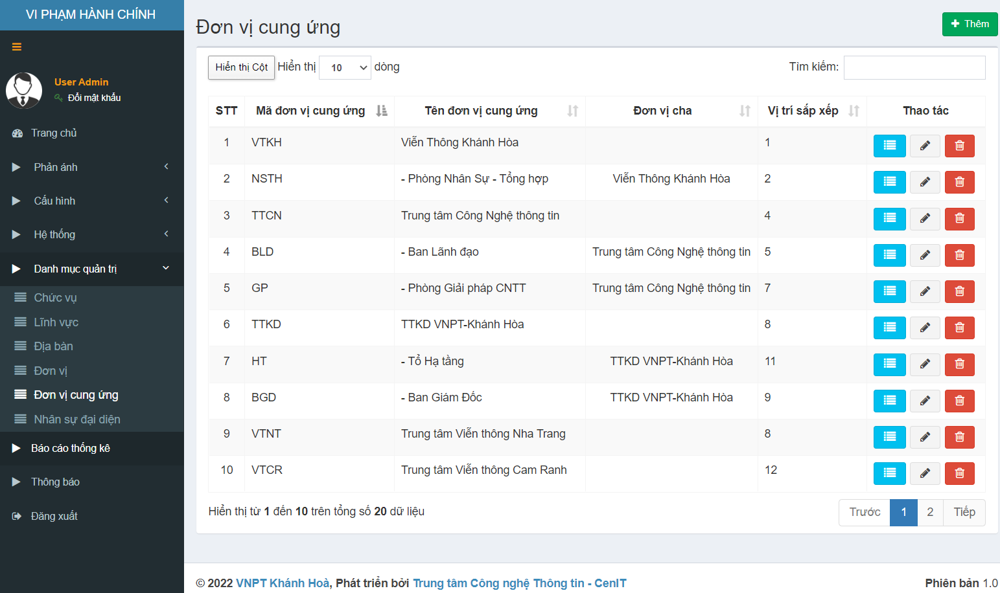 VI PHẠM HÀNH CHÍNH
User Admin
Đổi mật khẩu
Trang chủ
Phản ánh
Cấu hình
Hệ thống
Danh mục quản trị
Chức vụ
Lĩnh vực
Địa bàn
Đơn vị
Đơn vị cung ứng
Nhân sự đại diện
Báo cáo thống kê
Thông báo
Đăng xuất
Đơn vị cung ứng
Thêm
Hiển thị Cột Hiển thị 10 dòng Tìm kiếm:
STT Mã đơn vị cung ứng Tên đơn vị cung ứng Đơn vị cha Vị trí sắp xếp Thao tác
1 VTKH Viễn Thông Khánh Hòa 1
2 NSTH - Phòng Nhân Sự - Tổng hợp Viễn Thông Khánh Hòa 2
3 TTCN Trung tâm Công Nghệ thông tin 4
4 BLD - Ban Lãnh đạo Trung tâm Công Nghệ thông tin 5
5 GP - Phòng Giải pháp CNTT Trung tâm Công Nghệ thông tin 7
6 TTKD TTKD VNPT-Khánh Hòa 8
7 HT - Tổ Hạ tầng TTKD VNPT-Khánh Hòa 11
8 BGD - Ban Giám Đốc TTKD VNPT-Khánh Hòa 9
9 VTNT Trung tâm Viễn thông Nha Trang 8
10 VTCR Trung tâm Viễn thông Cam Ranh 12
Hiển thị từ 1 đến 10 trên tổng số 20 dữ liệu Trước 1 2 Tiếp
© 2022 VNPT Khánh Hoà, Phát triển bởi Trung tâm Công nghệ Thông tin - CenIT Phiên bản 1.0